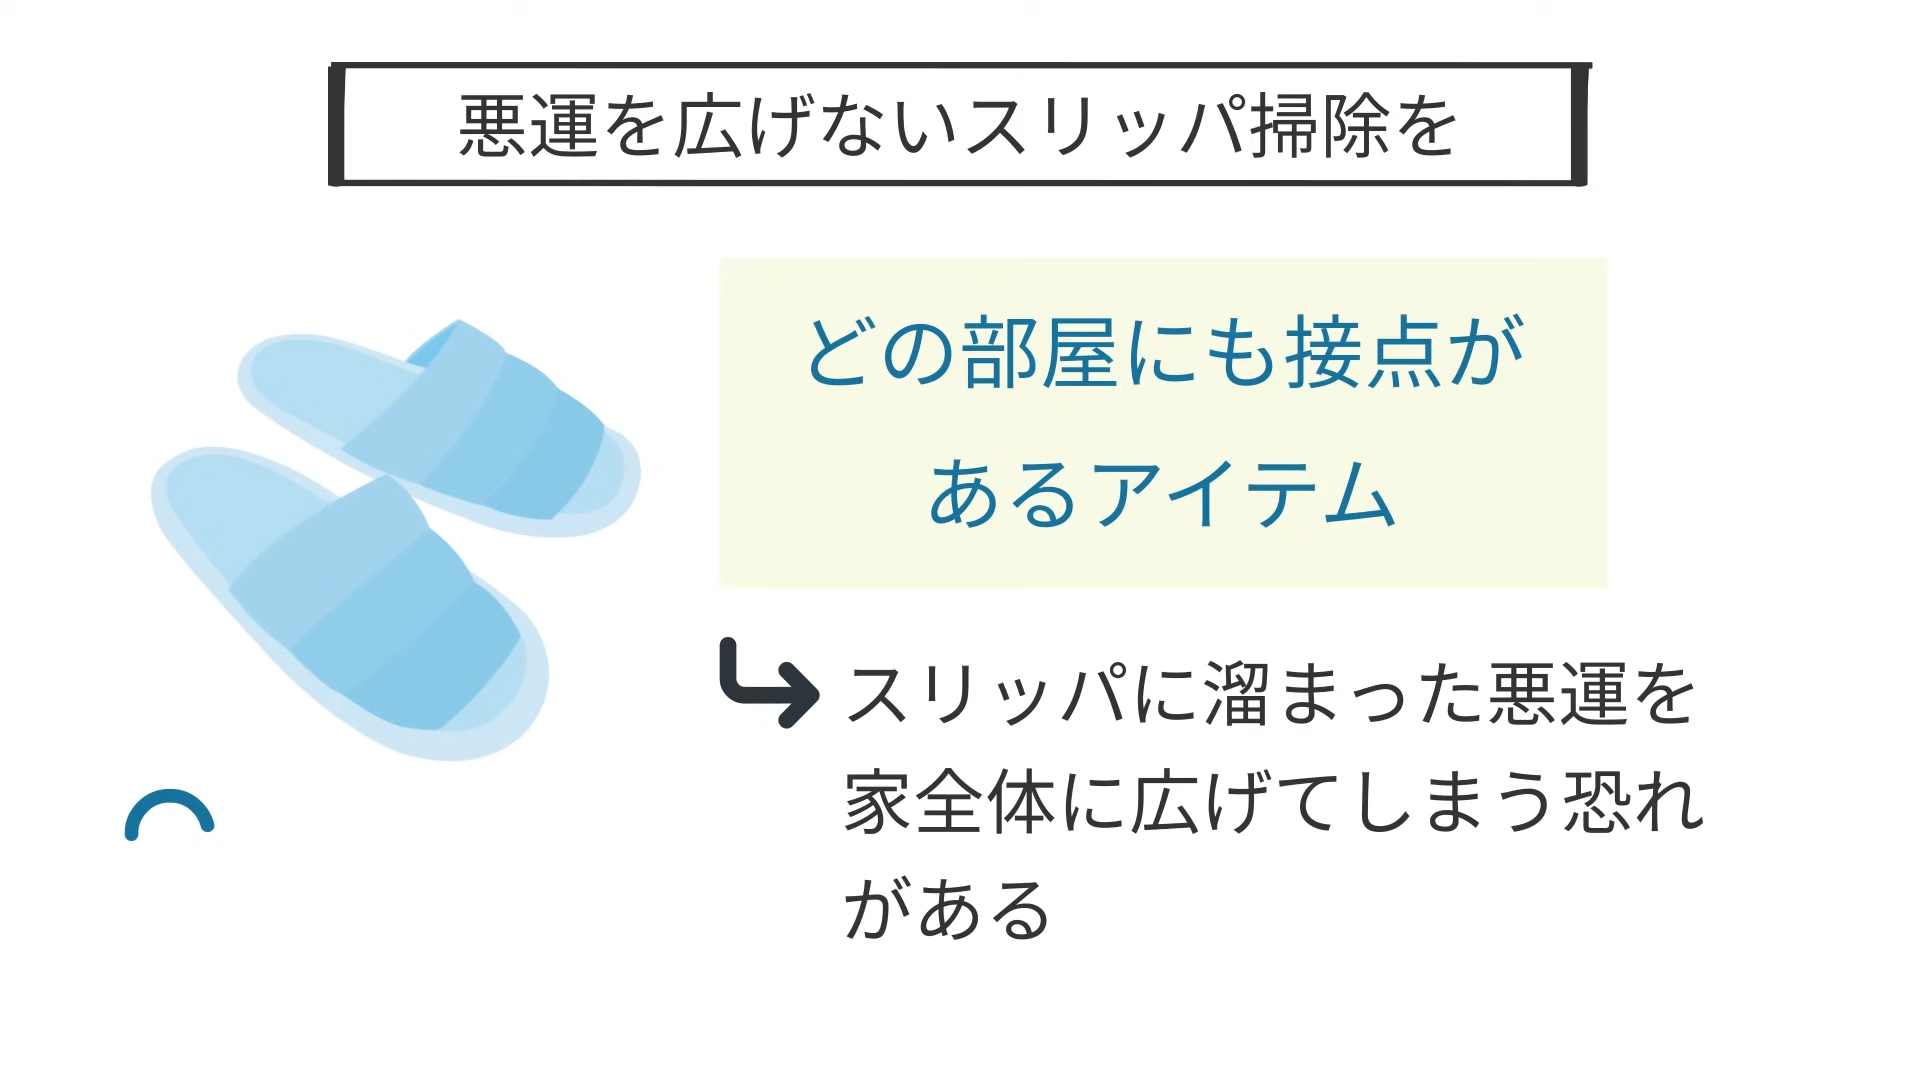 悪運を広げないスリッパ掃除を
どの部屋にも接点が
あるアイテム
スリッパに溜まった悪運を
家全体に広げてしまう恐れ
がある